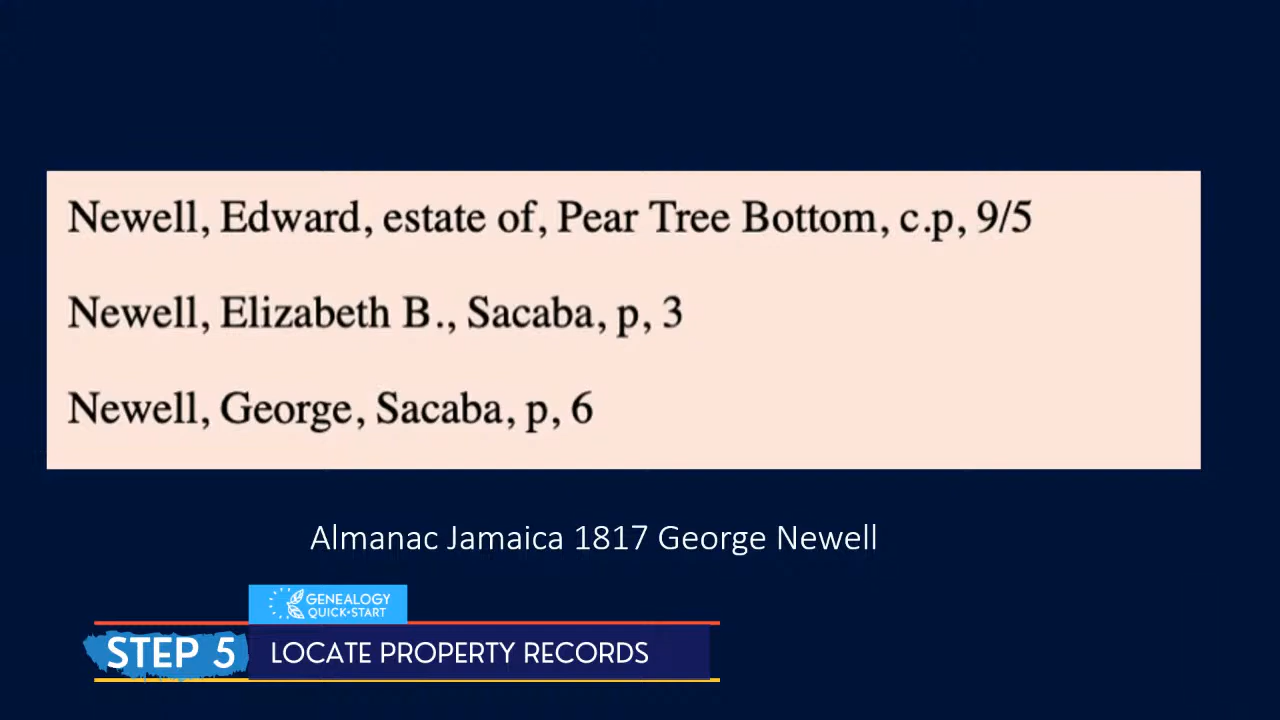 Newell, Edward, estate of, Pear Tree Bottom, c.p, 9/5
Newell, Elizabeth B., Sacaba, p, 3
Newell, George, Sacaba, p, 6
Almanac Jamaica 1817 George Newell
GENEALOGY
QUICK•START
STEP 5
LOCATE PROPERTY RECORDS